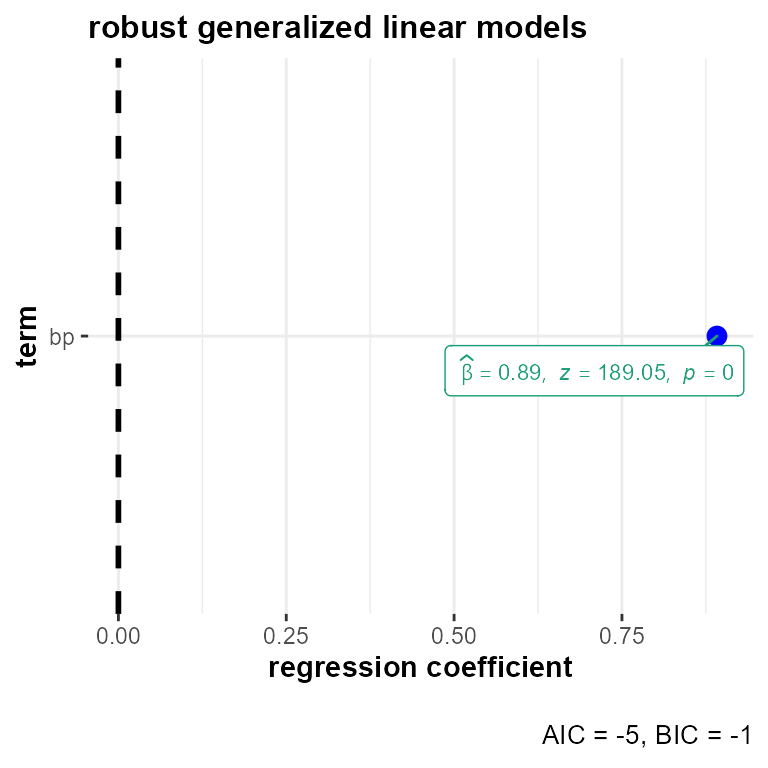 robust generalized linear models
term
bp
β̂ = 0.89, z = 189.05, p = 0
0.00 0.25 0.50 0.75
regression coefficient
AIC = -5, BIC = -1